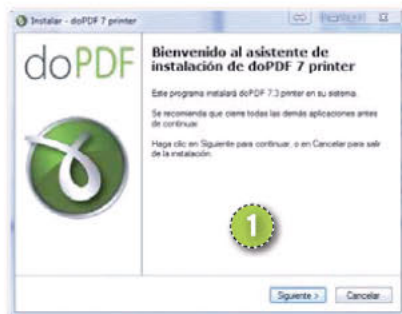 Instalar - doPDF 7 printer
doPDF
Bienvenido al asistente de
instalación de doPDF 7 printer
Este programa instalará doPDF 7.3 printer en su sistema.
Se recomienda que cierre todas las demás aplicaciones antes
de continuar.
Haga clic en Siguiente para continuar, o en Cancelar para salir
de la instalación.
1
Siguiente >
Cancelar